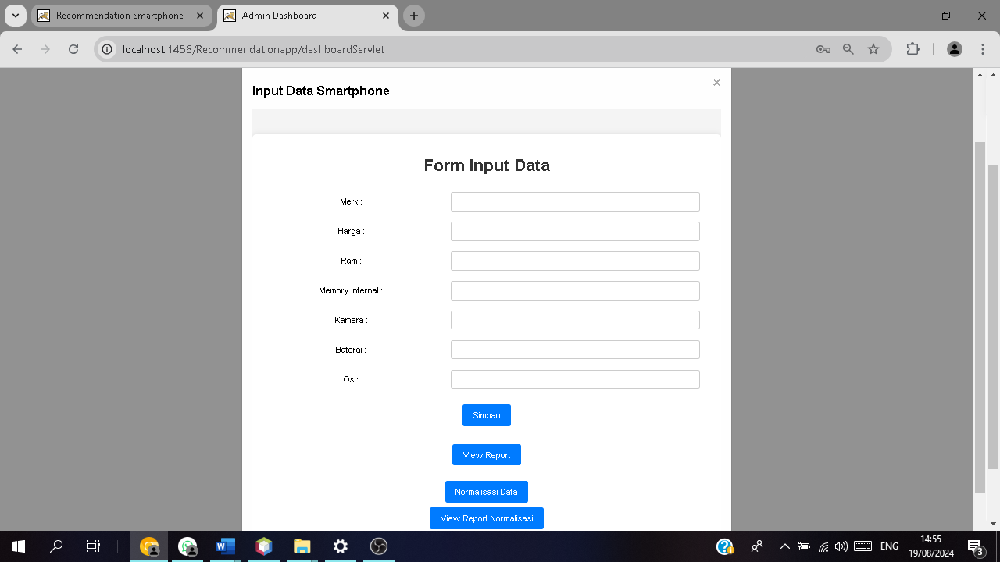 Recommendation Smartphone
Admin Dashboard
localhost:1456/Recommendationapp/dashboardServlet
Input Data Smartphone
×
Form Input Data
Merk :
Harga :
Ram :
Memory Internal :
Kamera :
Baterai :
Os :
Simpan
View Report
Normalisasi Data
View Report Normalisasi
ENG
14:55
19/08/2024
3